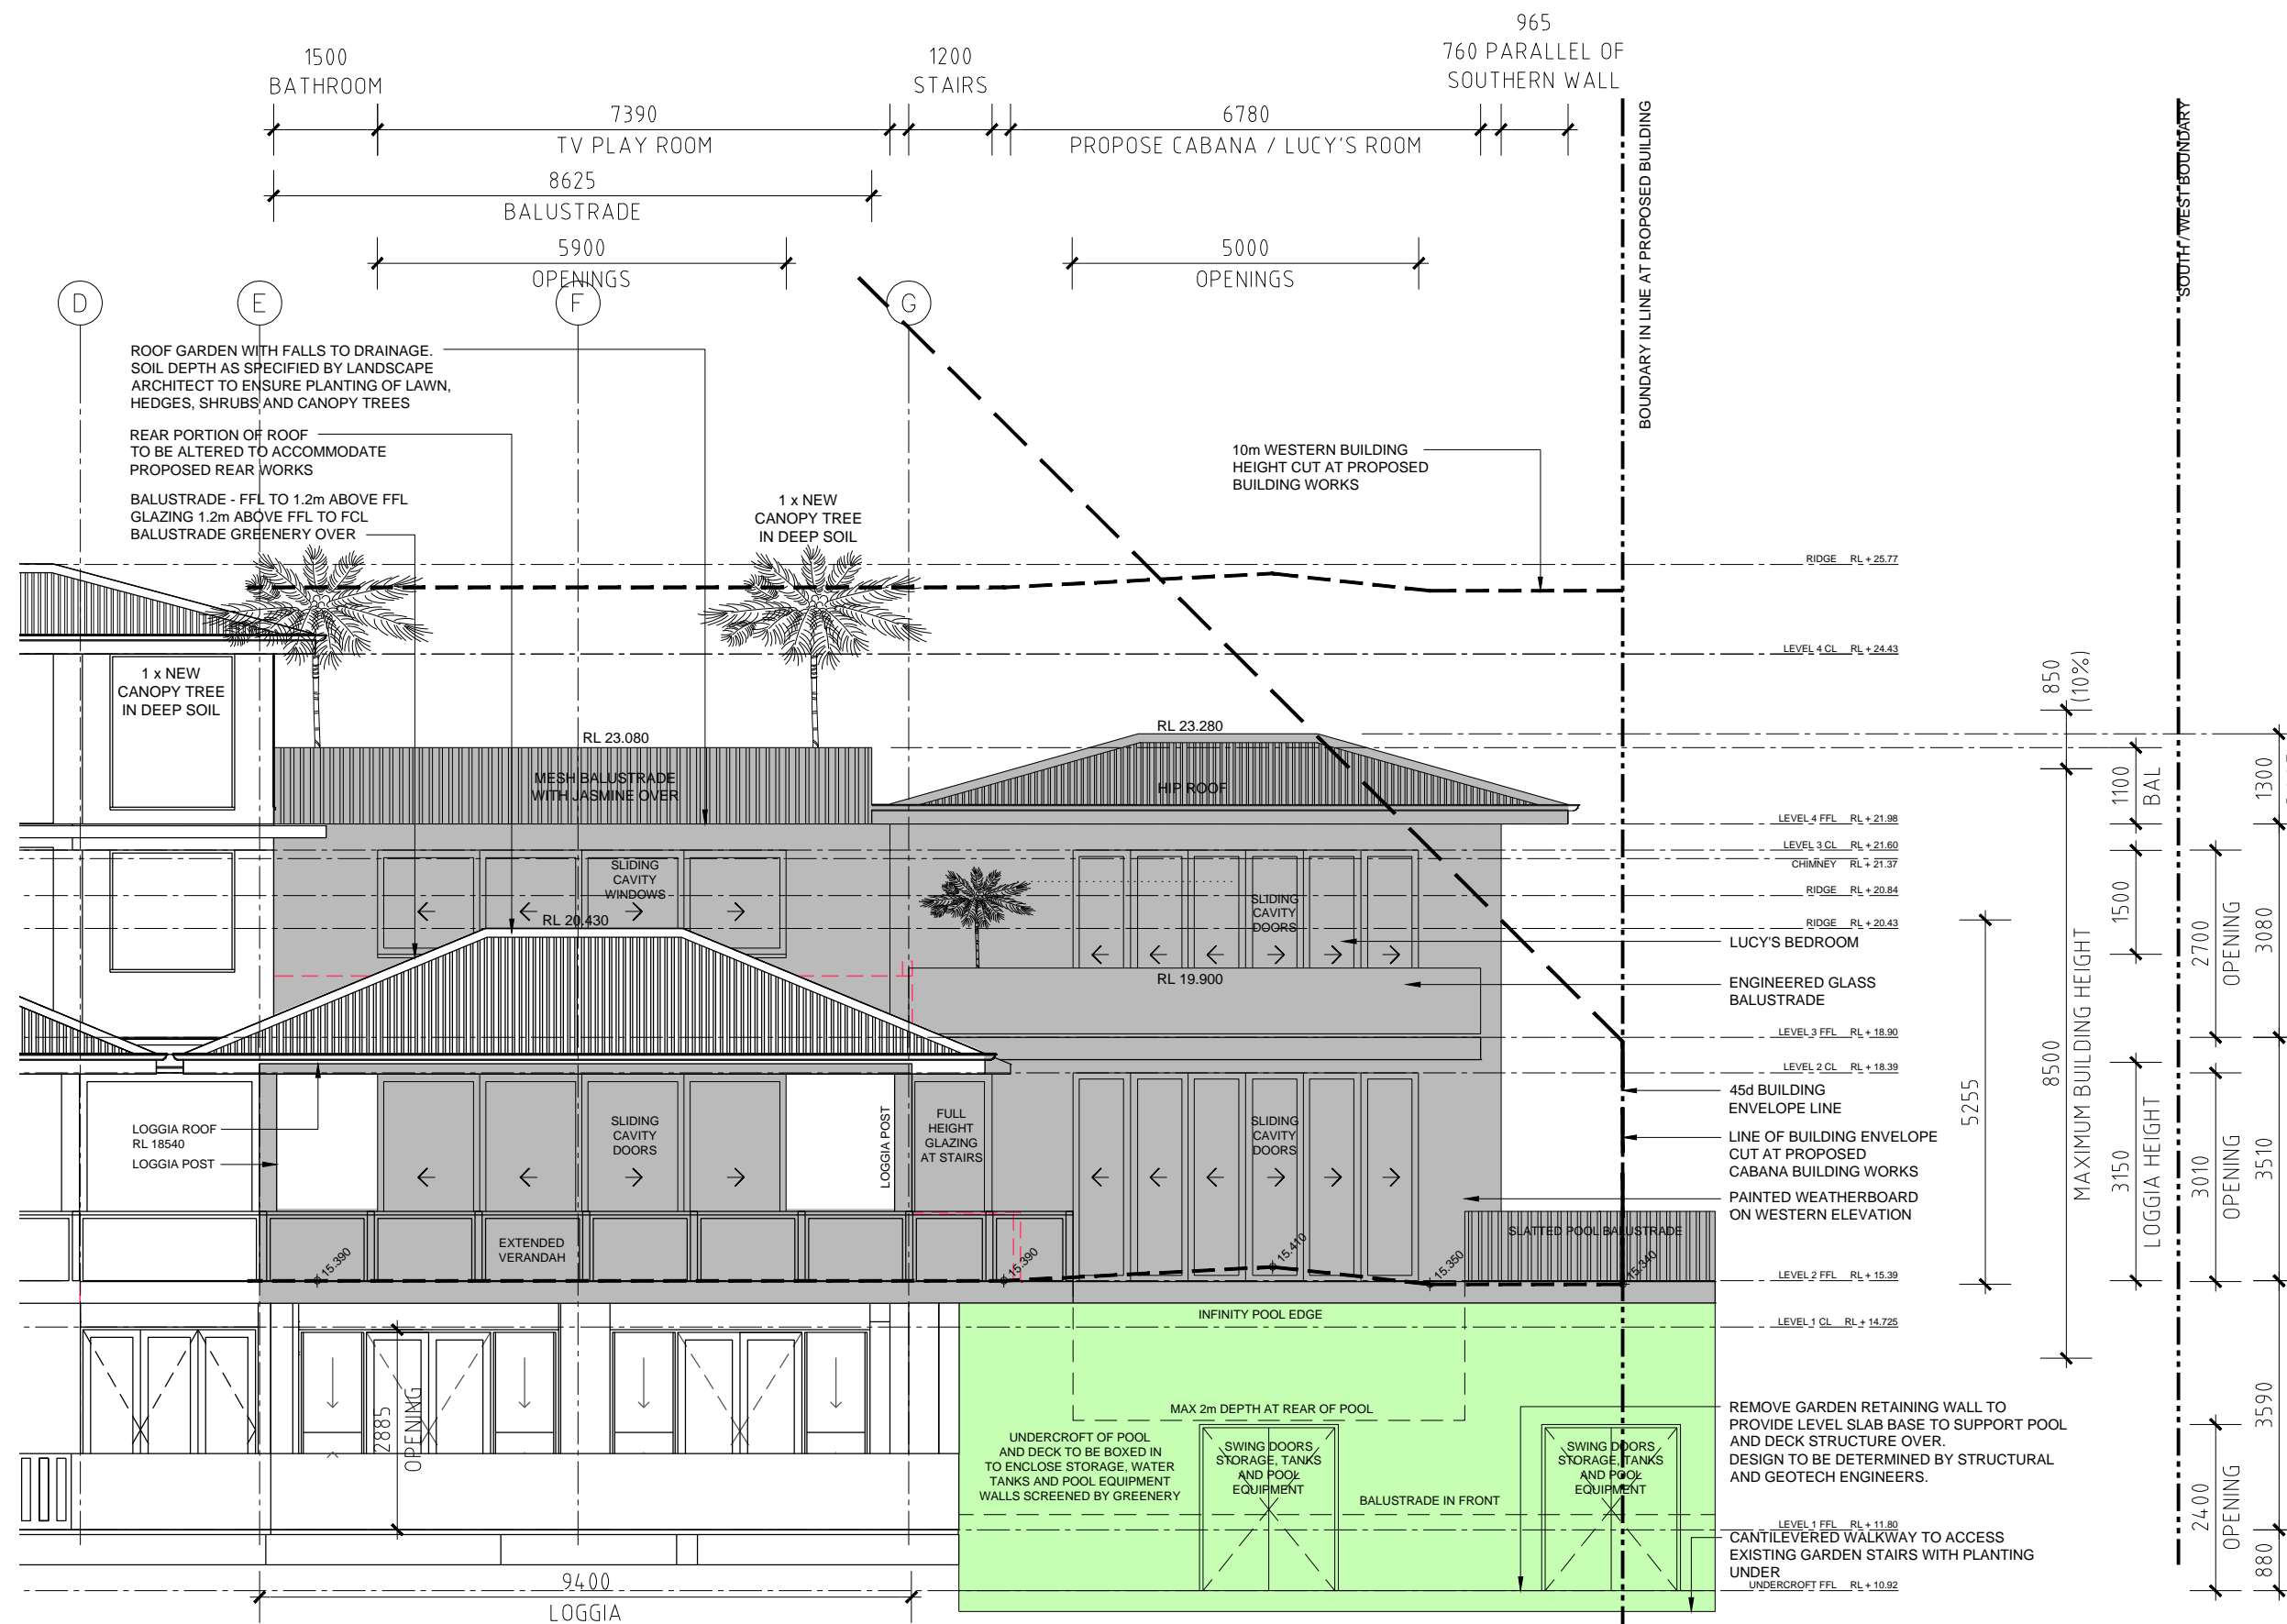 965
760 PARALLEL OF
SOUTHERN WALL
1500
BATHROOM
1200
STAIRS
7390
TV PLAY ROOM
6780
PROPOSE CABANA / LUCY'S ROOM
8625
BALUSTRADE
5900
OPENINGS
5000
OPENINGS
BOUNDARY IN LINE AT PROPOSED BUILDING
SOUTH / WEST BOUNDARY
D
E
F
G
ROOF GARDEN WITH FALLS TO DRAINAGE.
SOIL DEPTH AS SPECIFIED BY LANDSCAPE
ARCHITECT TO ENSURE PLANTING OF LAWN,
HEDGES, SHRUBS AND CANOPY TREES
REAR PORTION OF ROOF
TO BE ALTERED TO ACCOMMODATE
PROPOSED REAR WORKS
BALUSTRADE - FFL TO 1.2m ABOVE FFL
GLAZING 1.2m ABOVE FFL TO FCL
BALUSTRADE GREENERY OVER
1 x NEW
CANOPY TREE
IN DEEP SOIL
10m WESTERN BUILDING
HEIGHT CUT AT PROPOSED
BUILDING WORKS
1 x NEW
CANOPY TREE
IN DEEP SOIL
RL 23.080
MESH BALUSTRADE
WITH JASMINE OVER
RL 23.280
HIP ROOF
SLIDING
CAVITY
WINDOWS
RL 20.430
SLIDING
CAVITY
DOORS
RL 19.900
LOGGIA ROOF
RL 18540
LOGGIA POST
SLIDING
CAVITY
DOORS
LOGGIA POST
FULL
HEIGHT
GLAZING
AT STAIRS
SLIDING
CAVITY
DOORS
EXTENDED
VERANDAH
15.390
15.390
15.410
15.350
15.340
SLATTED POOL BALUSTRADE
INFINITY POOL EDGE
MAX 2m DEPTH AT REAR OF POOL
UNDERCROFT OF POOL
AND DECK TO BE BOXED IN
TO ENCLOSE STORAGE, WATER
TANKS AND POOL EQUIPMENT
WALLS SCREENED BY GREENERY
SWING DOORS
STORAGE, TANKS
AND POOL
EQUIPMENT
BALUSTRADE IN FRONT
SWING DOORS
STORAGE, TANKS
AND POOL
EQUIPMENT
2885
OPENING
9400
LOGGIA
RIDGE RL + 25.77
LEVEL 4 CL RL + 24.43
LEVEL 4 FFL RL + 21.98
LEVEL 3 CL RL + 21.60
CHIMNEY RL + 21.37
RIDGE RL + 20.84
RIDGE RL + 20.43
LUCY'S BEDROOM
ENGINEERED GLASS
BALUSTRADE
LEVEL 3 FFL RL + 18.90
LEVEL 2 CL RL + 18.39
45d BUILDING
ENVELOPE LINE
LINE OF BUILDING ENVELOPE
CUT AT PROPOSED
CABANA BUILDING WORKS
PAINTED WEATHERBOARD
ON WESTERN ELEVATION
LEVEL 2 FFL RL + 15.39
LEVEL 1 CL RL + 14.725
REMOVE GARDEN RETAINING WALL TO
PROVIDE LEVEL SLAB BASE TO SUPPORT POOL
AND DECK STRUCTURE OVER.
DESIGN TO BE DETERMINED BY STRUCTURAL
AND GEOTECH ENGINEERS.
LEVEL 1 FFL RL + 11.80
CANTILEVERED WALKWAY TO ACCESS
EXISTING GARDEN STAIRS WITH PLANTING
UNDER
UNDERCROFT FFL RL + 10.92
5255
850
(10%)
8500
MAXIMUM BUILDING HEIGHT
1100
BAL
1500
3150
LOGGIA HEIGHT
2700
OPENING
3010
OPENING
2400
OPENING
1300
3080
3510
3590
880